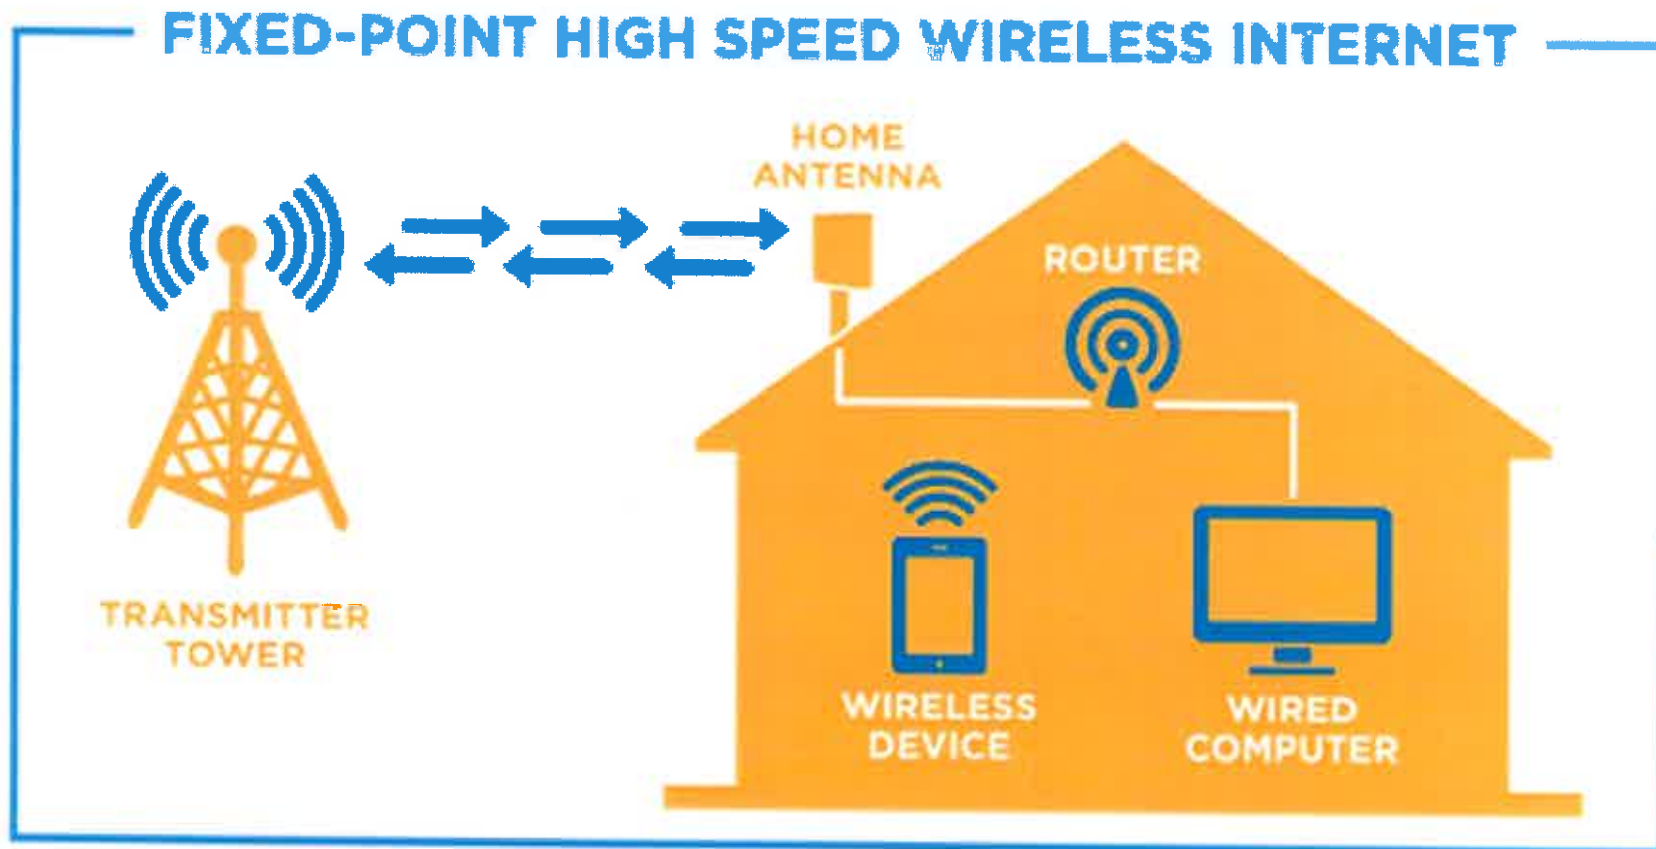 FIXED-POINT HIGH SPEED WIRELESS INTERNET
HOME
ANTENNA
ROUTER
TRANSMITTER
TOWER
WIRELESS
DEVICE
WIRED
COMPUTER